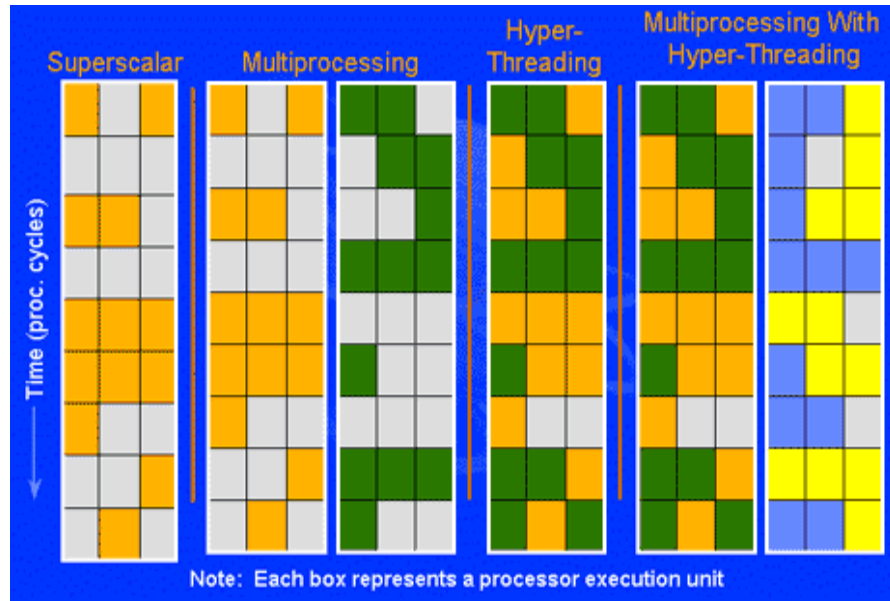 Superscalar
Multiprocessing
Hyper-
Threading
Multiprocessing With
Hyper-Threading
Time (proc. cycles)
Note: Each box represents a processor execution unit